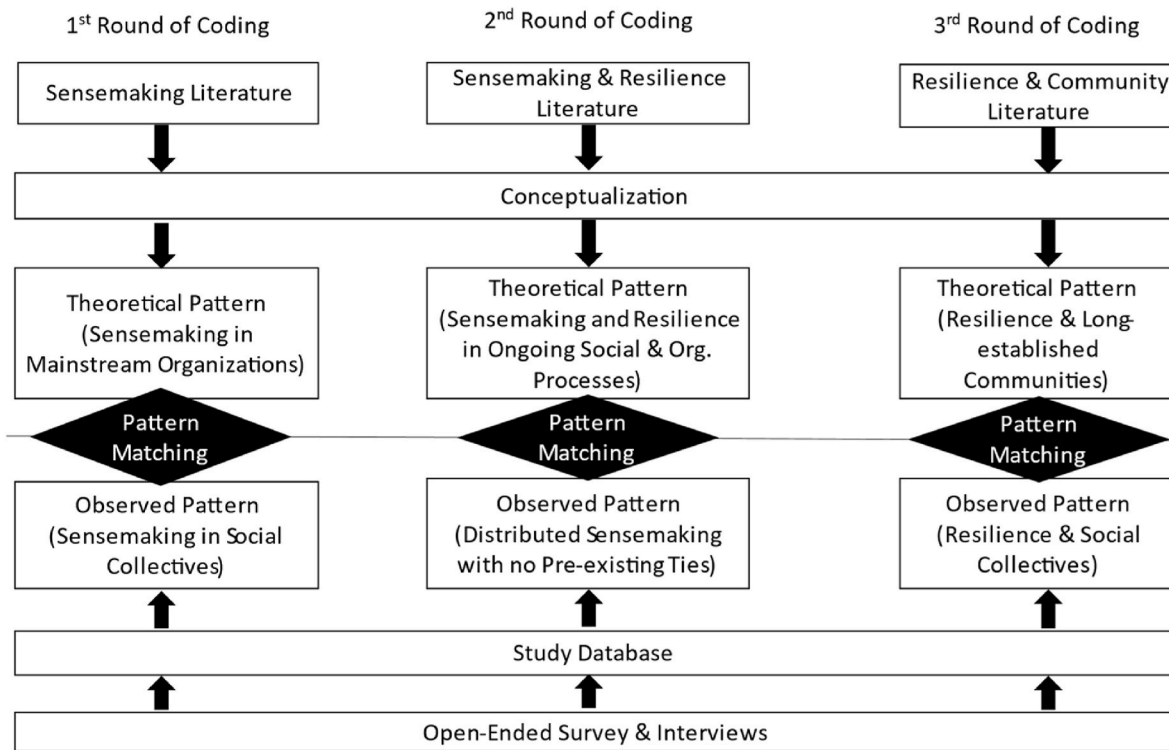 1st Round of Coding
2nd Round of Coding
3rd Round of Coding
Sensemaking Literature
Sensemaking & Resilience
Literature
Resilience & Community
Literature
Conceptualization
Theoretical Pattern
(Sensemaking in
Mainstream Organizations)
Theoretical Pattern
(Sensemaking and Resilience
in Ongoing Social & Org.
Processes)
Theoretical Pattern
(Resilience & Long-
established
Communities)
Pattern
Matching
Pattern
Matching
Pattern
Matching
Observed Pattern
(Sensemaking in Social
Collectives)
Observed Pattern
(Distributed Sensemaking
with no Pre-existing Ties)
Observed Pattern
(Resilience & Social
Collectives)
Study Database
Open-Ended Survey & Interviews